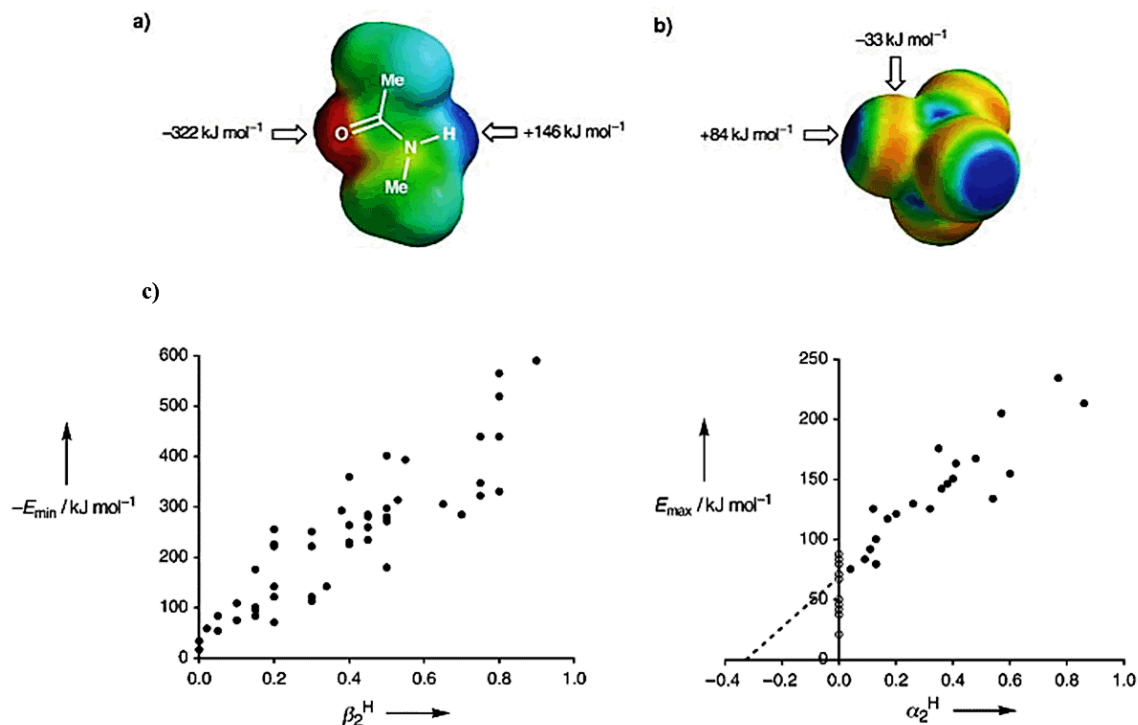 a)
b)
−33 kJ mol⁻¹
Me
−322 kJ mol⁻¹
O
H
N
+146 kJ mol⁻¹
+84 kJ mol⁻¹
Me
c)
600
500
400
300
200
100
0
−Emin / kJ mol⁻¹
0.0 0.2 0.4 0.6 0.8 1.0
β₂ᴴ
250
200
150
100
50
0
Emax / kJ mol⁻¹
−0.4 −0.2 0.0 0.2 0.4 0.6 0.8 1.0
α₂ᴴ